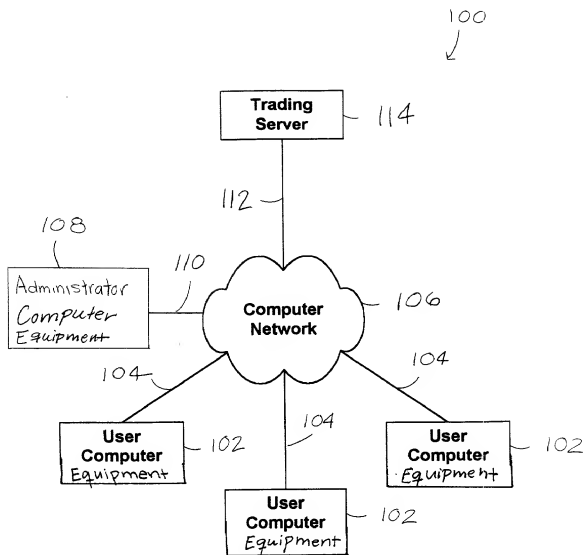 100
Trading
Server
114
112
108
Administrator
Computer
Equipment
110
Computer
Network
106
104
104
104
User
Computer
Equipment
102
User
Computer
Equipment
102
User
Computer
Equipment
102